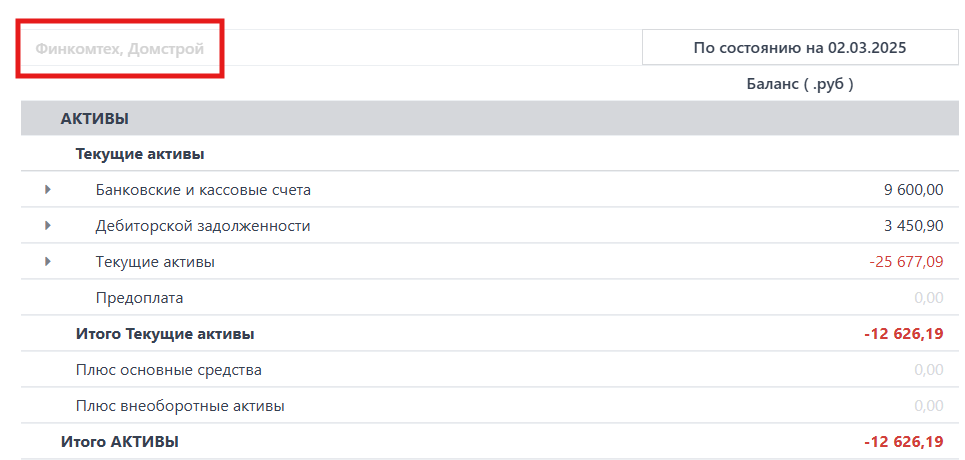 Финкомтех, Домстрой По состоянию на 02.03.2025
Баланс ( .руб )
АКТИВЫ
Текущие активы
Банковские и кассовые счета 9 600,00
Дебиторской задолженности 3 450,90
Текущие активы -25 677,09
Предоплата 0,00
Итого Текущие активы -12 626,19
Плюс основные средства 0,00
Плюс внеоборотные активы 0,00
Итого АКТИВЫ -12 626,19